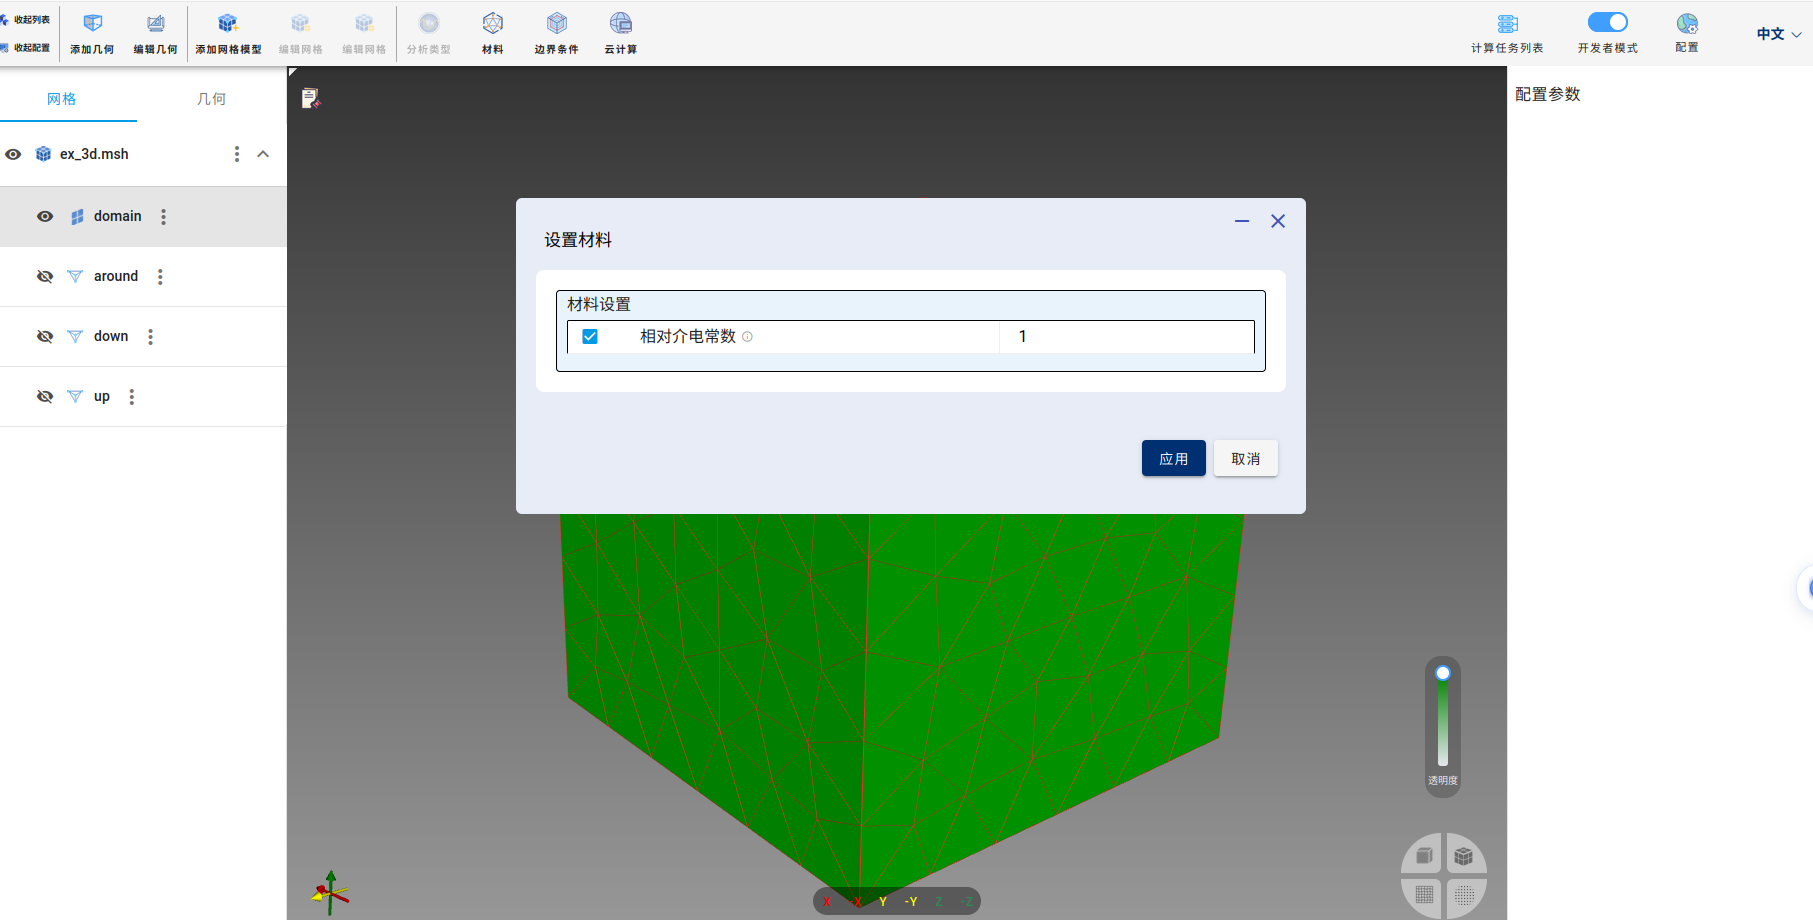 收起列表
收起配置
添加几何
编辑几何
添加网格模型
编辑网格
编辑网格
分析类型
材料
边界条件
云计算
计算任务列表
开发者模式
配置
中文
网格
几何
ex_3d.msh
domain
around
down
up
配置参数
设置材料
材料设置
相对介电常数
1
应用
取消
透明度
X -X Y -Y Z -Z